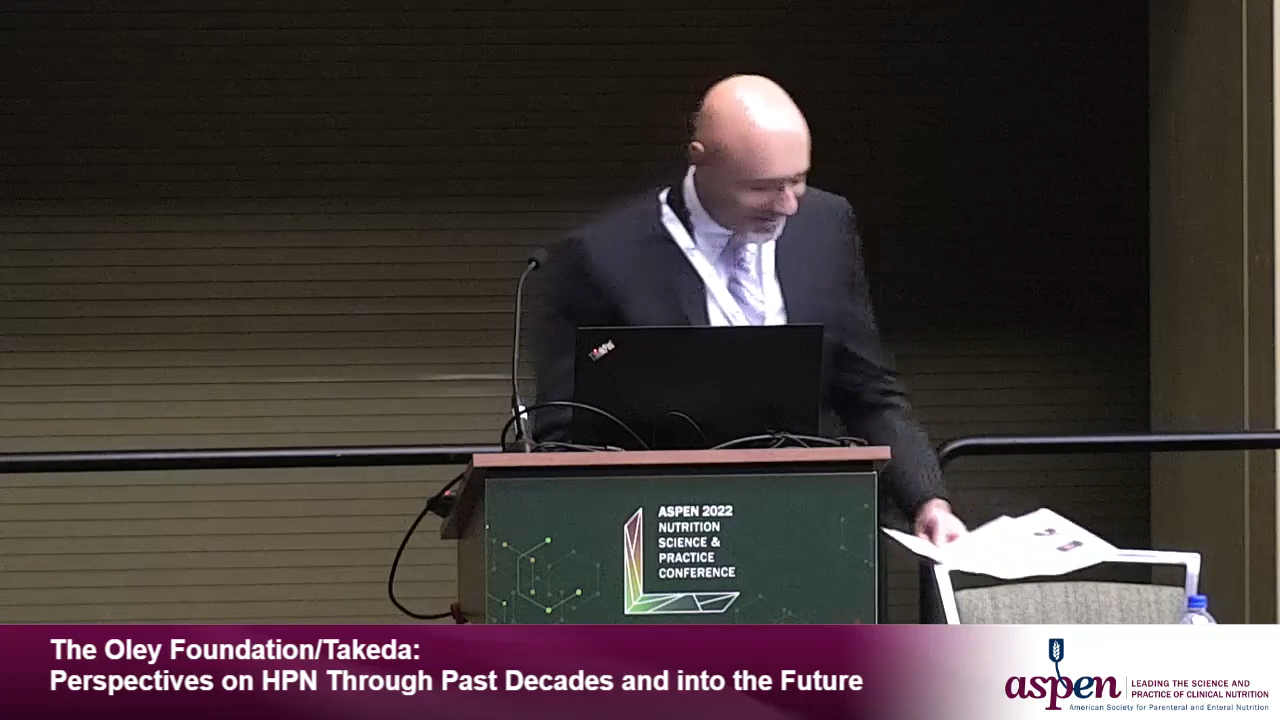 ThinkPad
ASPEN 2022
NUTRITION
SCIENCE &
PRACTICE
CONFERENCE
The Oley Foundation/Takeda:
Perspectives on HPN Through Past Decades and into the Future
aspen
LEADING THE SCIENCE AND
PRACTICE OF CLINICAL NUTRITION
American Society for Parenteral and Enteral Nutrition